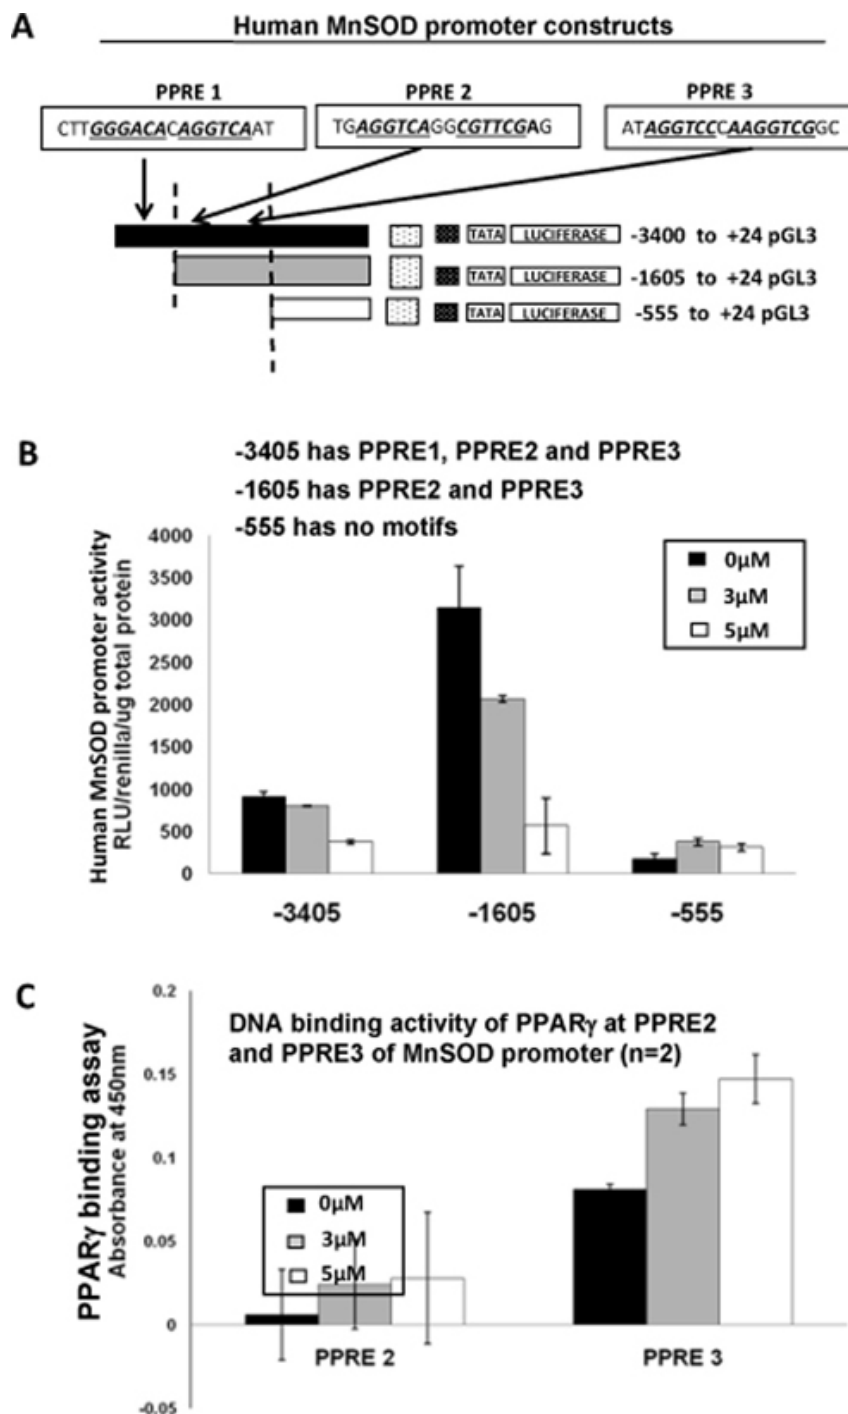 A
Human MnSOD promoter constructs
PPRE 1
PPRE 2
PPRE 3
CTTGGGACACAGGTCAAT
TGAGGTCAGGCGTTCGAG
ATAGGTCCCAAGGTCGGC
TATA
LUCIFERASE
-3400 to +24 pGL3
TATA
LUCIFERASE
-1605 to +24 pGL3
TATA
LUCIFERASE
-555 to +24 pGL3
B
-3405 has PPRE1, PPRE2 and PPRE3
-1605 has PPRE2 and PPRE3
-555 has no motifs
Human MnSOD promoter activity
RLU/renilla/ug total protein
4000
3500
3000
2500
2000
1500
1000
500
0
0µM
3µM
5µM
-3405
-1605
-555
C
PPARγ binding assay
Absorbance at 450nm
0.2
0.15
0.1
0.05
0
-0.05
DNA binding activity of PPARγ at PPRE2
and PPRE3 of MnSOD promoter (n=2)
0µM
3µM
5µM
PPRE 2
PPRE 3